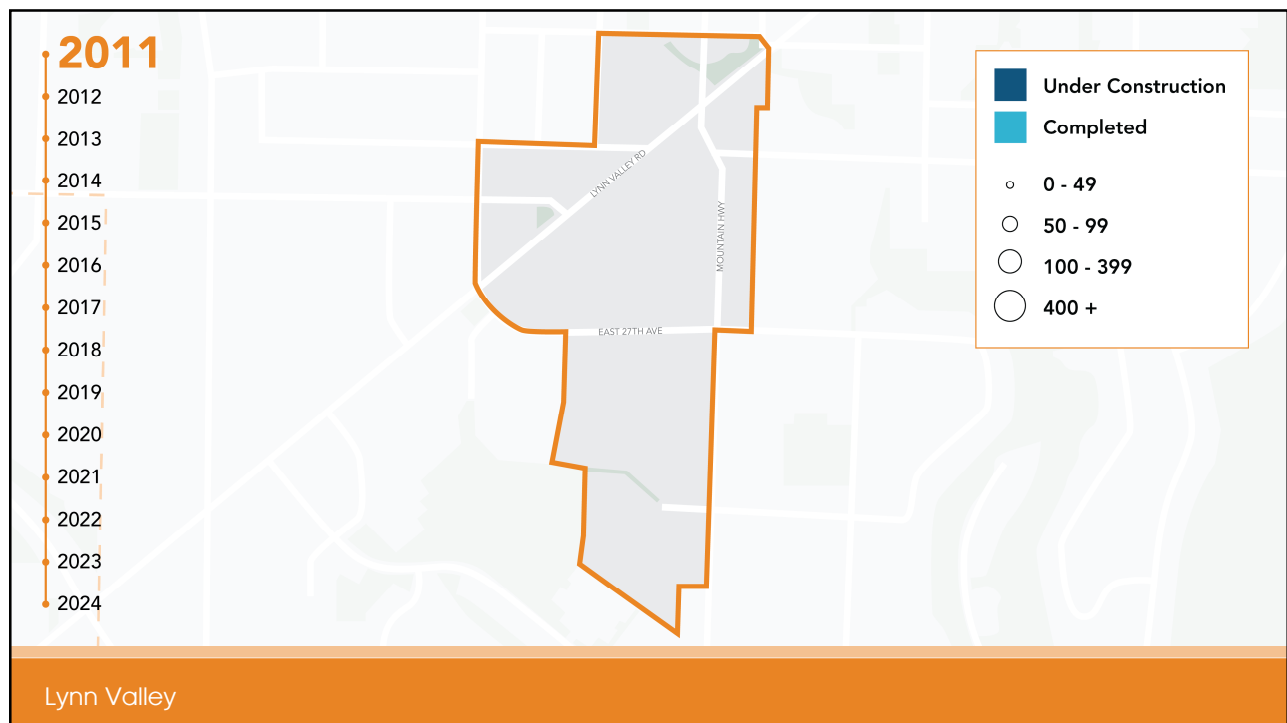 2011
2012
2013
2014
2015
2016
2017
2018
2019
2020
2021
2022
2023
2024
LYNN VALLEY RD
MOUNTAIN HWY
EAST 27TH AVE
Under Construction
Completed
0 - 49
50 - 99
100 - 399
400 +
Lynn Valley